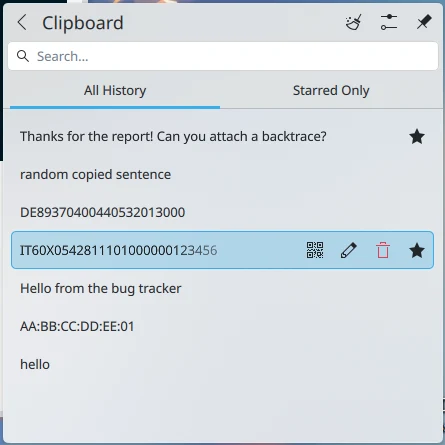 Clipboard
Search...
All History Starred Only
Thanks for the report! Can you attach a backtrace?
random copied sentence
DE89370400440532013000
IT60X0542811101000000123456
Hello from the bug tracker
AA:BB:CC:DD:EE:01
hello